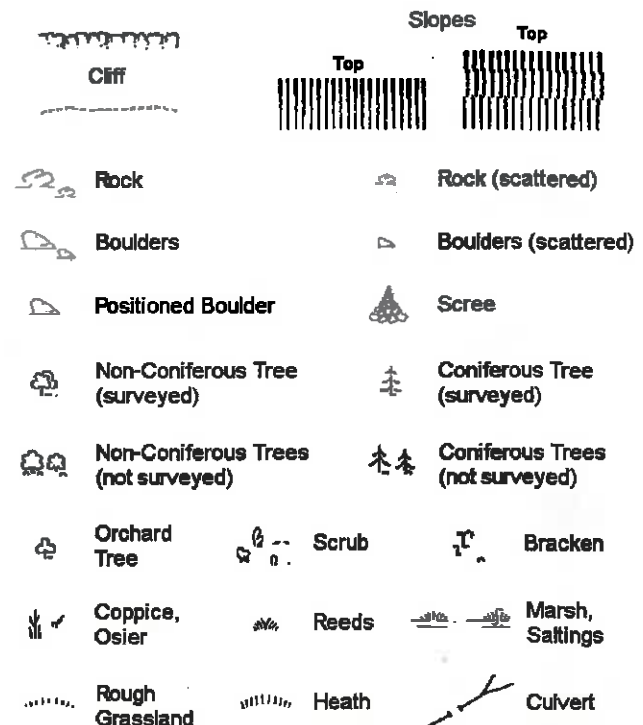 Slopes
Top
Top
Cliff
Rock
Rock (scattered)
Boulders
Boulders (scattered)
Positioned Boulder
Scree
Non-Coniferous Tree
(surveyed)
Coniferous Tree
(surveyed)
Non-Coniferous Trees
(not surveyed)
Coniferous Trees
(not surveyed)
Orchard
Tree
Scrub
Bracken
Coppice,
Osier
Reeds
Marsh,
Saltings
Rough
Grassland
Heath
Culvert